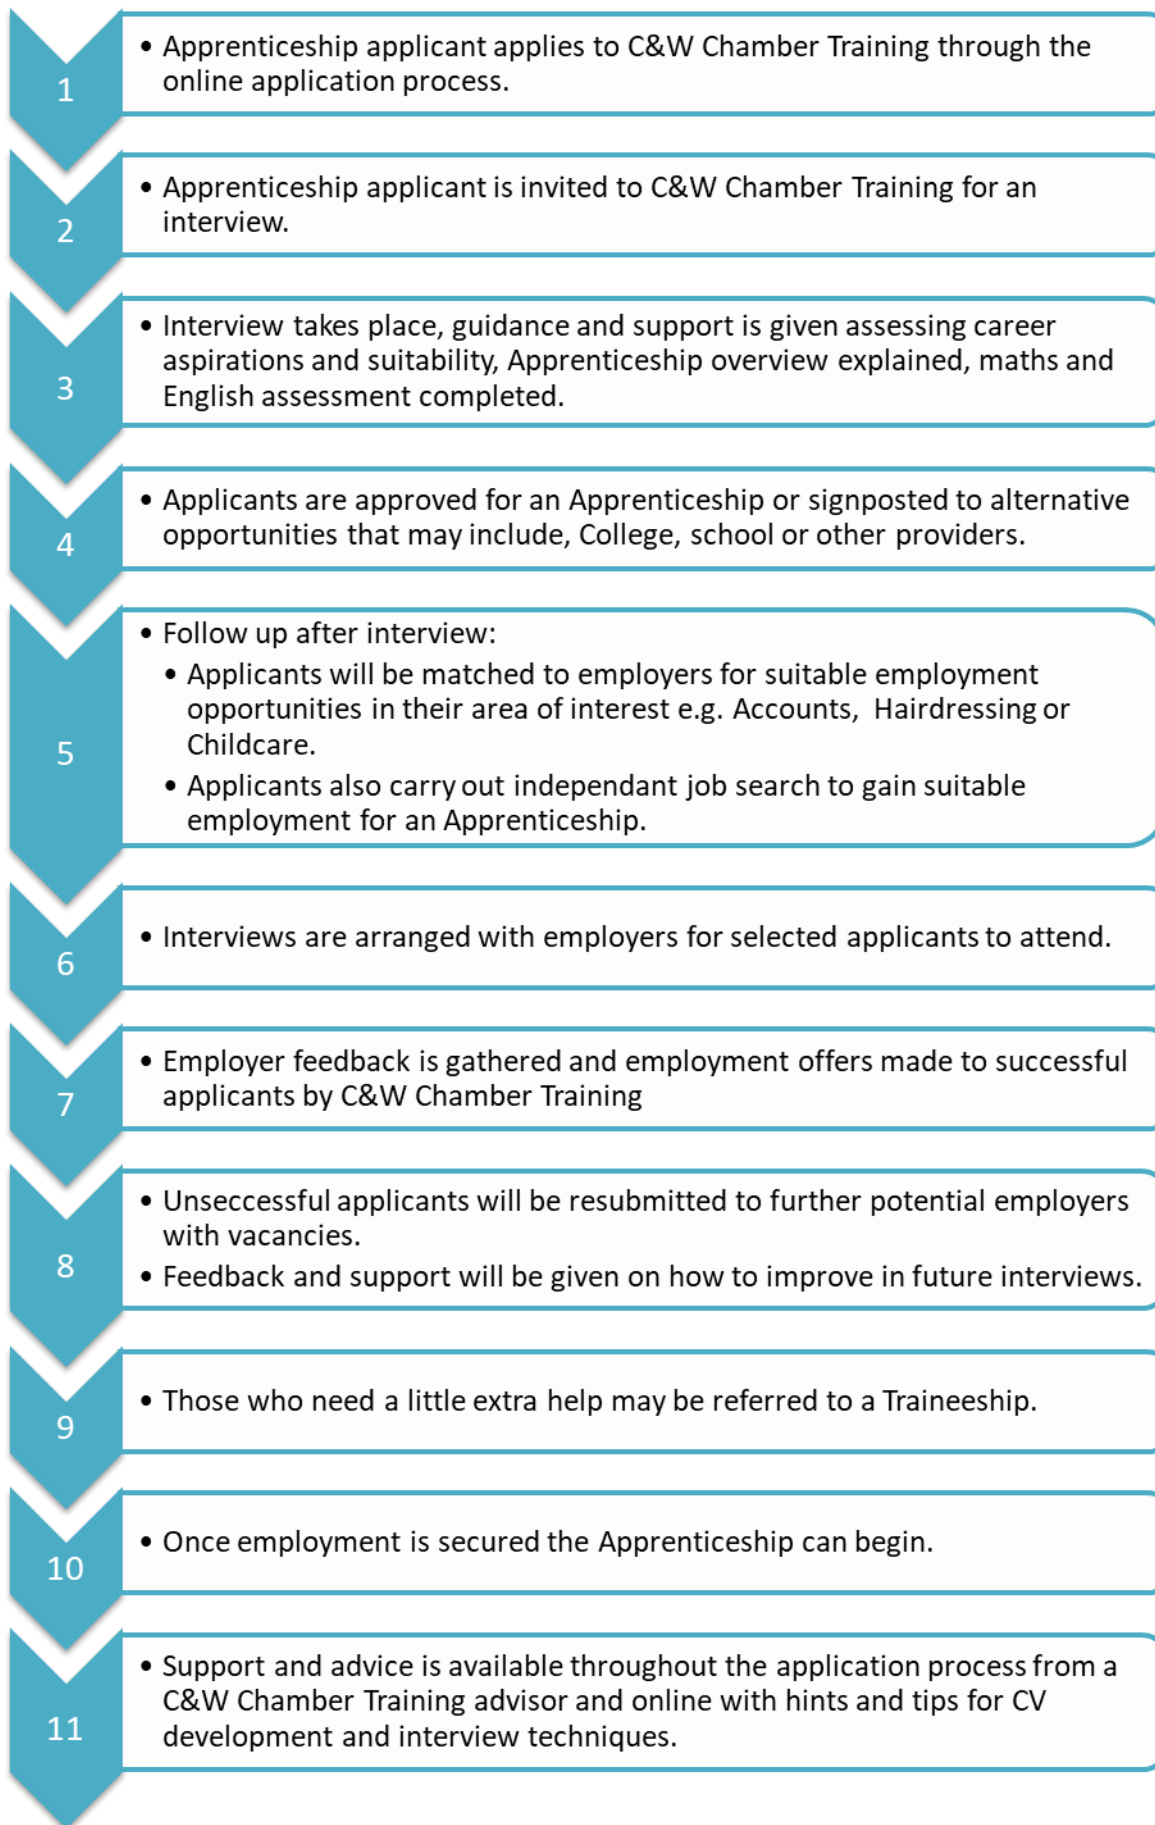 1
• Apprenticeship applicant applies to C&W Chamber Training through the
online application process.
2
• Apprenticeship applicant is invited to C&W Chamber Training for an
interview.
3
• Interview takes place, guidance and support is given assessing career
aspirations and suitability, Apprenticeship overview explained, maths and
English assessment completed.
4
• Applicants are approved for an Apprenticeship or signposted to alternative
opportunities that may include, College, school or other providers.
5
• Follow up after interview:
• Applicants will be matched to employers for suitable employment
opportunities in their area of interest e.g. Accounts, Hairdressing or
Childcare.
• Applicants also carry out independant job search to gain suitable
employment for an Apprenticeship.
6
• Interviews are arranged with employers for selected applicants to attend.
7
• Employer feedback is gathered and employment offers made to successful
applicants by C&W Chamber Training
8
• Unseccessful applicants will be resubmitted to further potential employers
with vacancies.
• Feedback and support will be given on how to improve in future interviews.
9
• Those who need a little extra help may be referred to a Traineeship.
10
• Once employment is secured the Apprenticeship can begin.
11
• Support and advice is available throughout the application process from a
C&W Chamber Training advisor and online with hints and tips for CV
development and interview techniques.